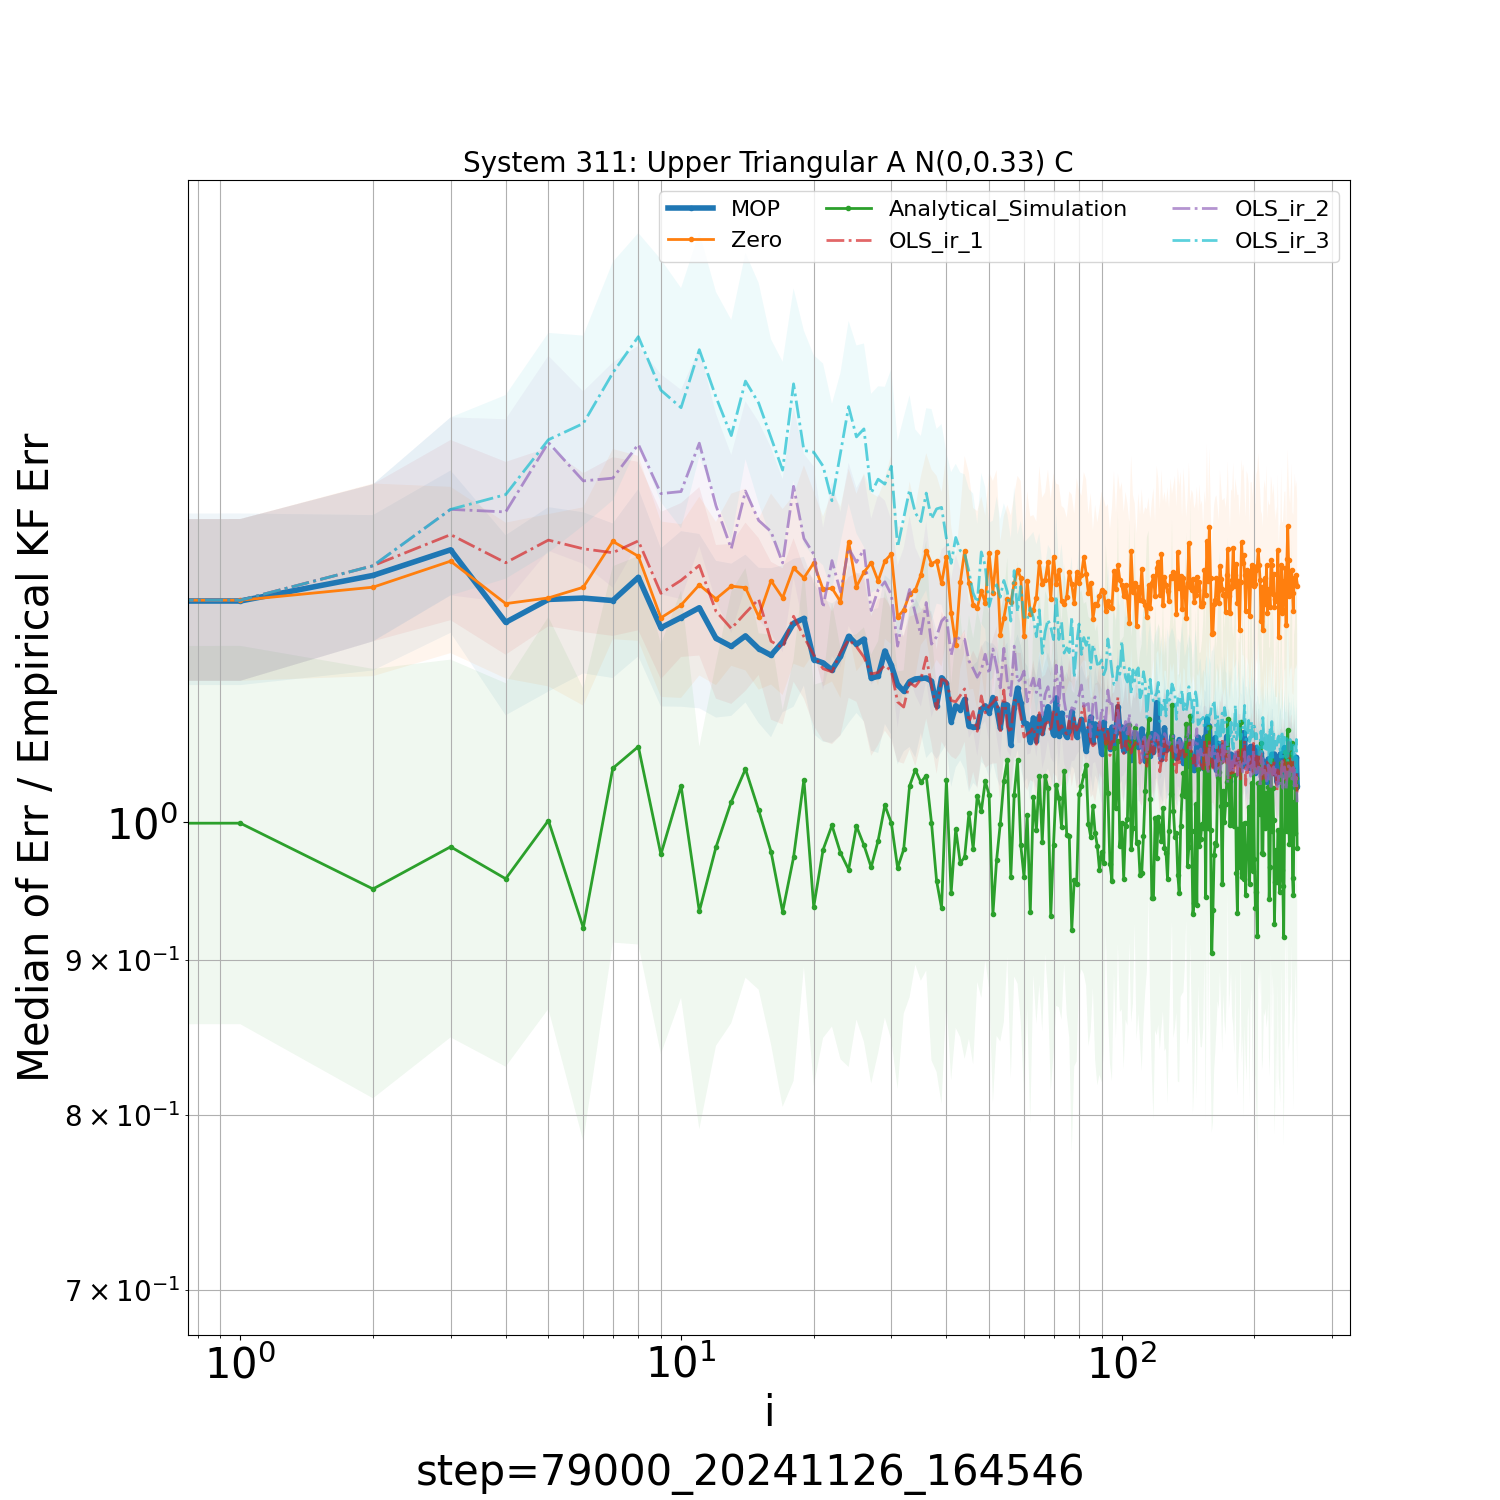 System 311: Upper Triangular A N(0,0.33) C
MOP
Zero
Analytical_Simulation
OLS_ir_1
OLS_ir_2
OLS_ir_3
Median of Err / Empirical KF Err
10⁰
9 × 10⁻¹
8 × 10⁻¹
7 × 10⁻¹
10⁰ 10¹ 10²
i
step=79000_20241126_164546